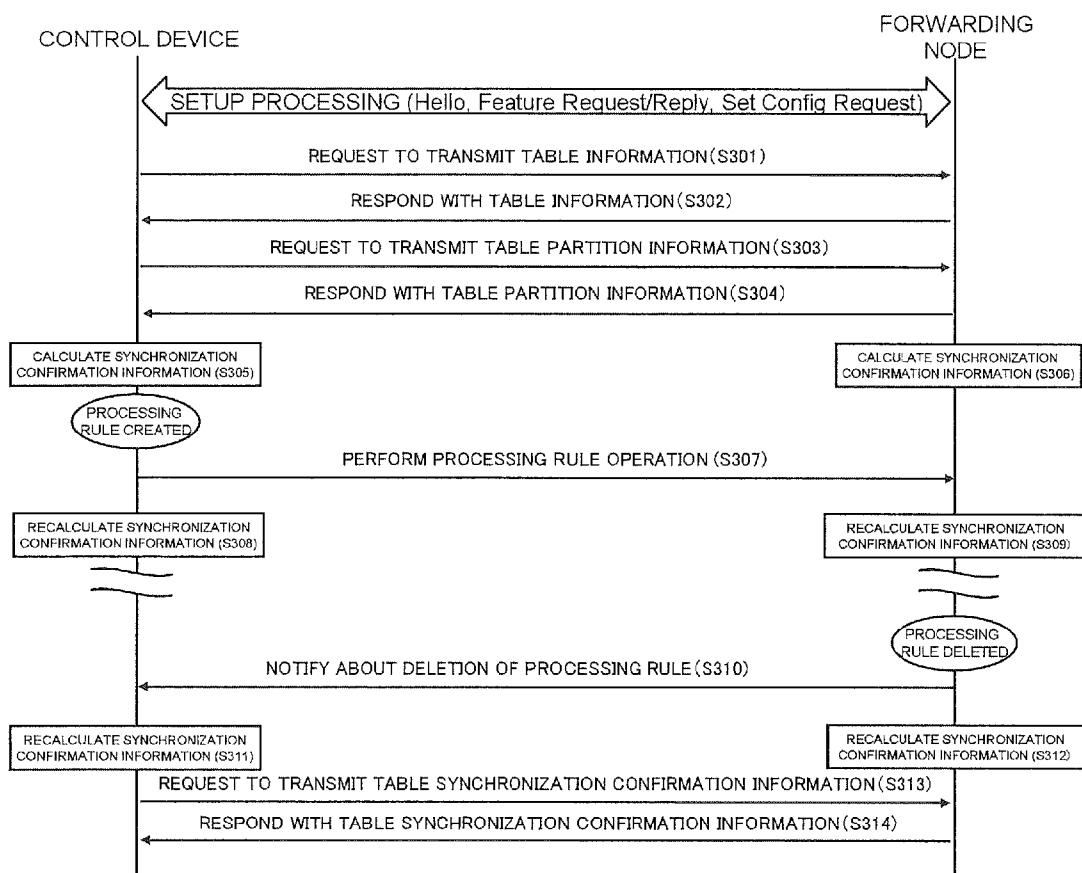 CONTROL DEVICE
FORWARDING
NODE
SETUP PROCESSING (Hello, Feature Request/Reply, Set Config Request)
REQUEST TO TRANSMIT TABLE INFORMATION(S301)
RESPOND WITH TABLE INFORMATION(S302)
REQUEST TO TRANSMIT TABLE PARTITION INFORMATION(S303)
RESPOND WITH TABLE PARTITION INFORMATION(S304)
CALCULATE SYNCHRONIZATION
CONFIRMATION INFORMATION (S305)
CALCULATE SYNCHRONIZATION
CONFIRMATION INFORMATION (S306)
PROCESSING
RULE CREATED
PERFORM PROCESSING RULE OPERATION (S307)
RECALCULATE SYNCHRONIZATION
CONFIRMATION INFORMATION (S308)
RECALCULATE SYNCHRONIZATION
CONFIRMATION INFORMATION (S309)
PROCESSING
RULE DELETED
NOTIFY ABOUT DELETION OF PROCESSING RULE(S310)
RECALCULATE SYNCHRONIZATION
CONFIRMATION INFORMATION (S311)
RECALCULATE SYNCHRONIZATION
CONFIRMATION INFORMATION (S312)
REQUEST TO TRANSMIT TABLE SYNCHRONIZATION CONFIRMATION INFORMATION(S313)
RESPOND WITH TABLE SYNCHRONIZATION CONFIRMATION INFORMATION(S314)